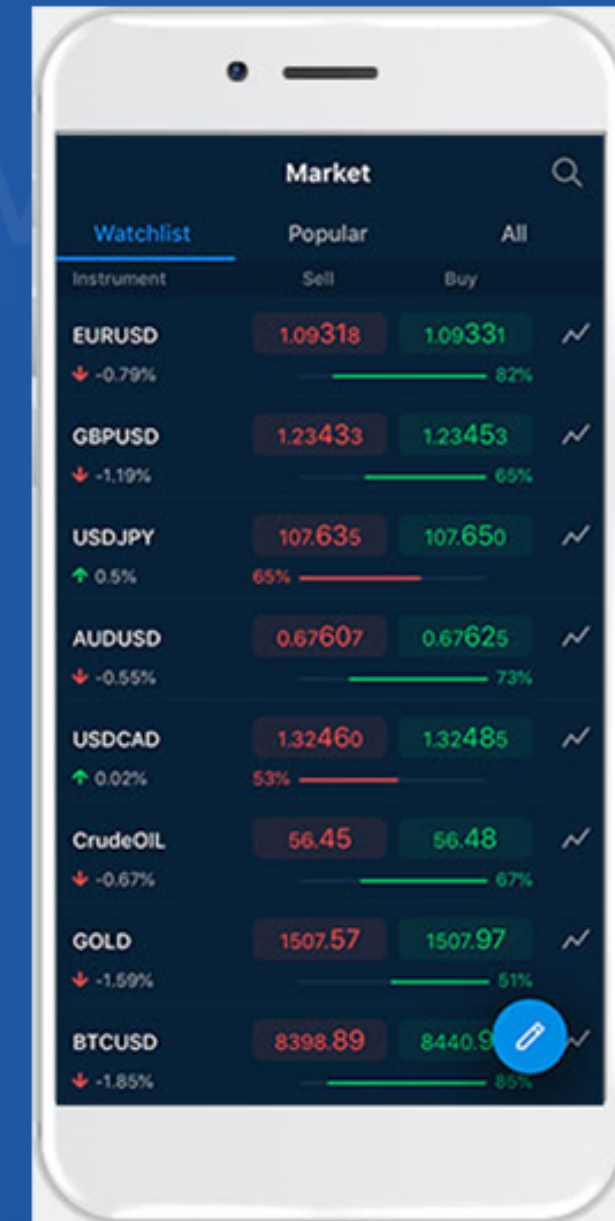 Market
Watchlist Popular All
Instrument Sell Buy
EURUSD 1.09318 1.09331
-0.79% 82%
GBPUSD 1.23433 1.23453
-1.19% 65%
USDJPY 107.635 107.650
0.5% 65%
AUDUSD 0.67607 0.67625
-0.55% 73%
USDCAD 1.32460 1.32485
0.02% 53%
CrudeOIL 56.45 56.48
-0.67% 67%
GOLD 1507.57 1507.97
-1.59% 51%
BTCUSD 8398.89 8440.9
-1.85% 85%